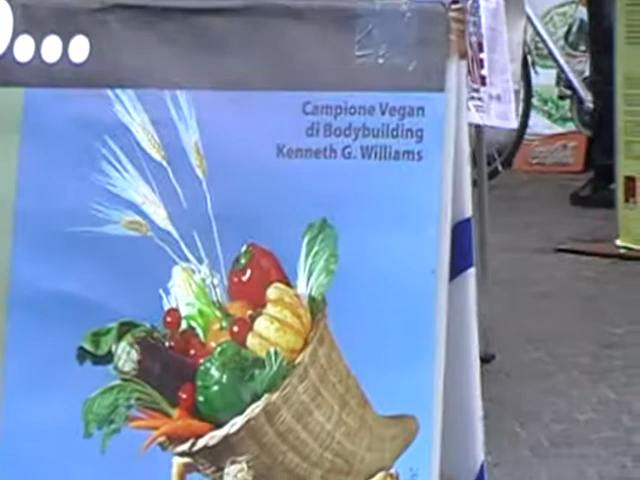 ...
Campione Vegan
di Bodybuilding
Kenneth G. Williams